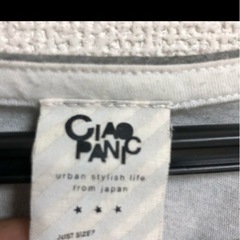 CIAO
PANIC
urban stylish life
from japan
JUST SIZE?